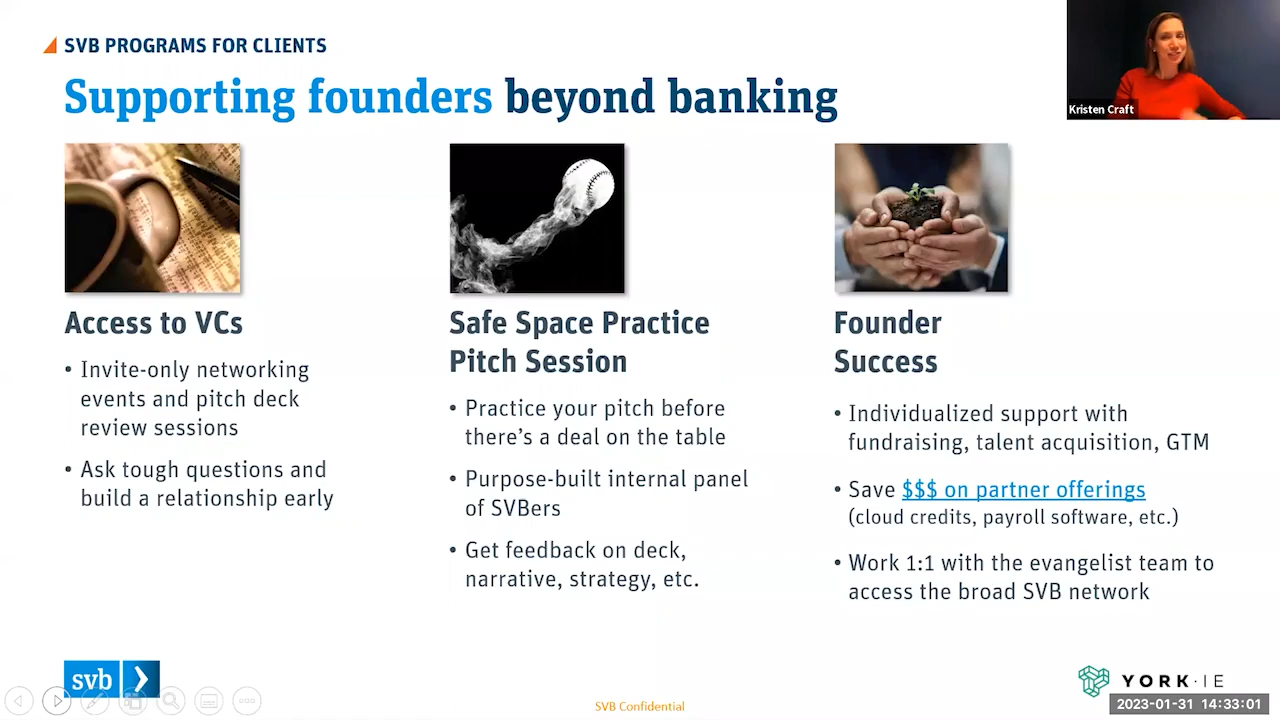 SVB PROGRAMS FOR CLIENTS
Supporting founders beyond banking
Kristen Craft
Access to VCs
• Invite-only networking
events and pitch deck
review sessions
• Ask tough questions and
build a relationship early
Safe Space Practice
Pitch Session
• Practice your pitch before
there's a deal on the table
• Purpose-built internal panel
of SVBers
• Get feedback on deck,
narrative, strategy, etc.
Founder
Success
• Individualized support with
fundraising, talent acquisition, GTM
• Save $$$ on partner offerings
(cloud credits, payroll software, etc.)
• Work 1:1 with the evangelist team to
access the broad SVB network
svb
SVB Confidential
YORK·IE
2023-01-31 14:33:01